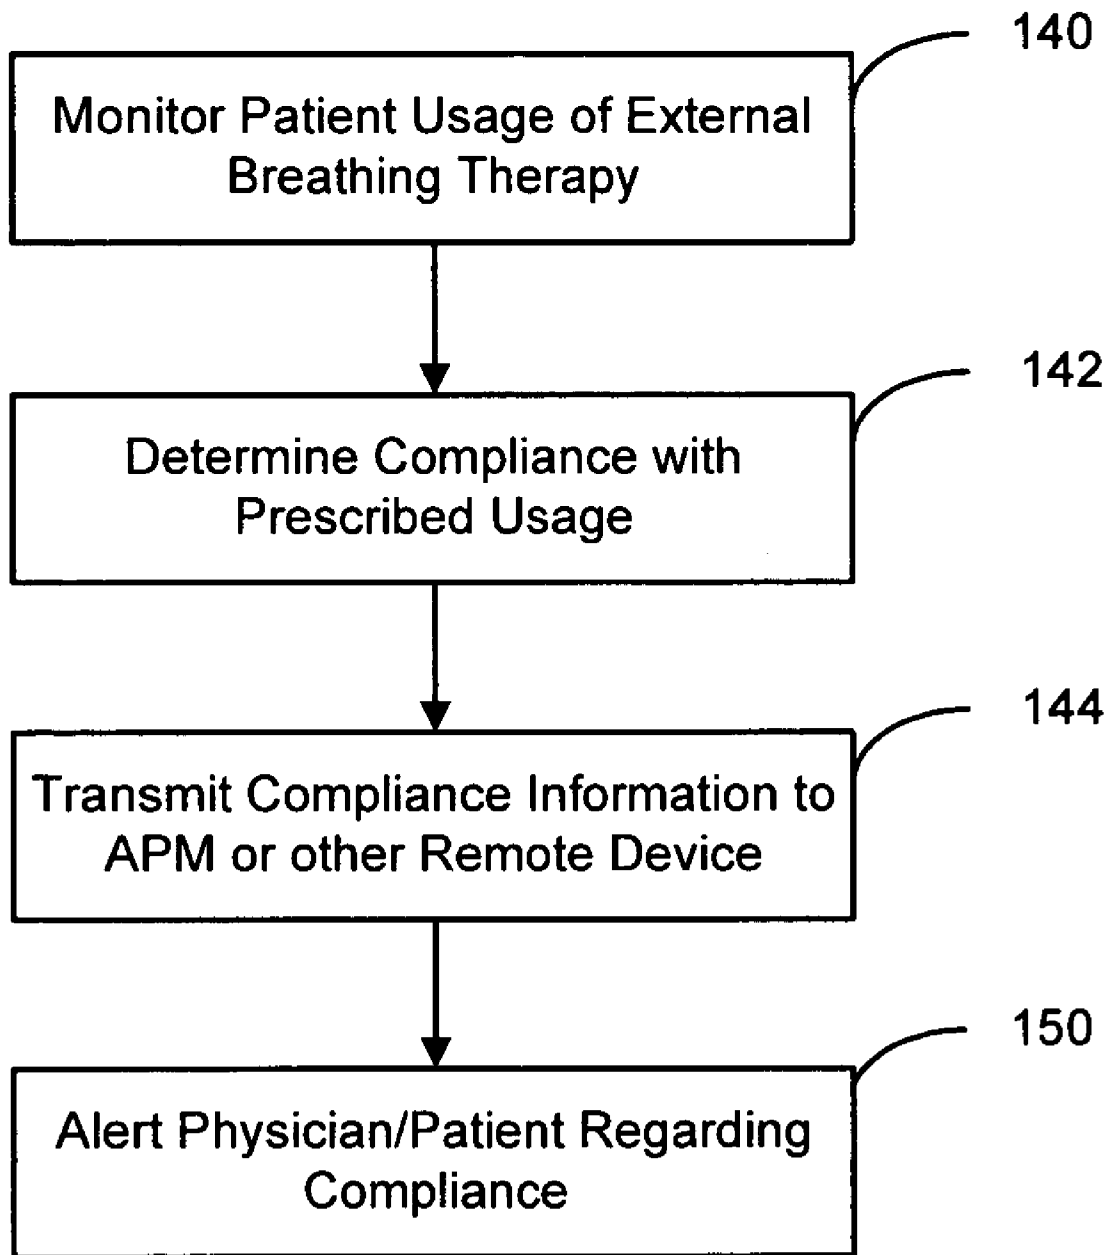 140
Monitor Patient Usage of External
Breathing Therapy
142
Determine Compliance with
Prescribed Usage
144
Transmit Compliance Information to
APM or other Remote Device
150
Alert Physician/Patient Regarding
Compliance